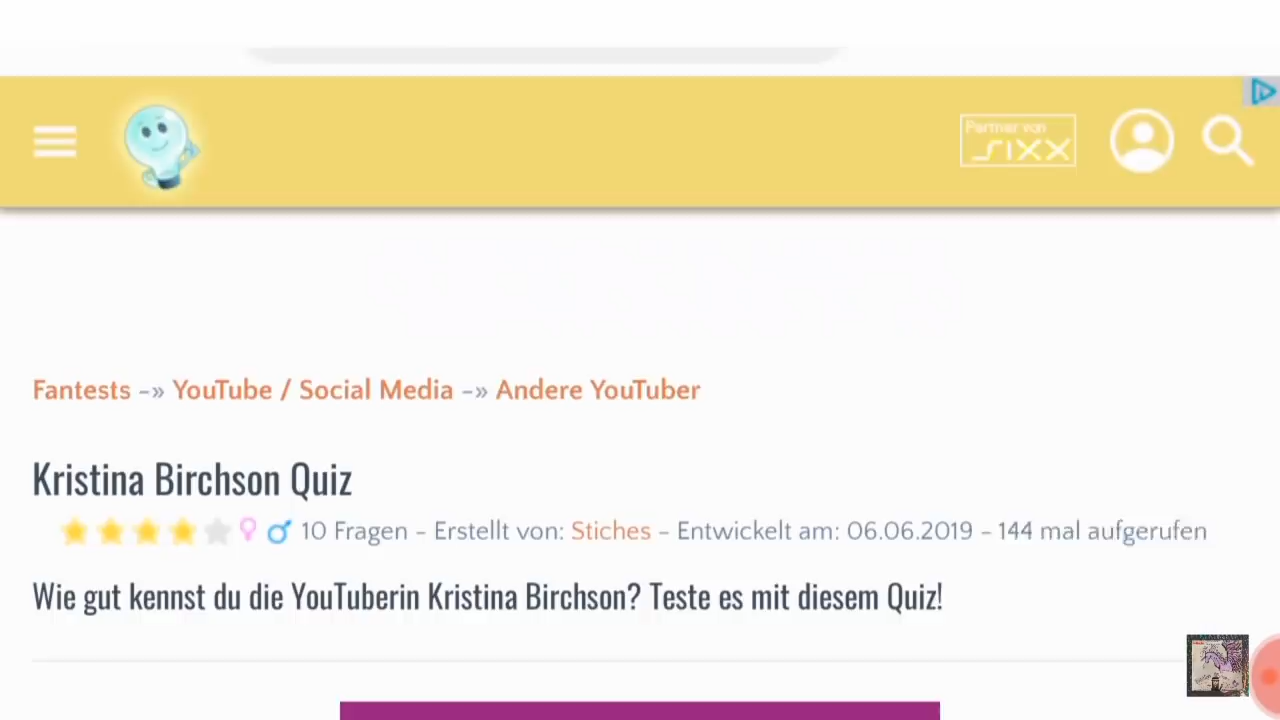 Partner von
sixx
Fantests -» YouTube / Social Media -» Andere YouTuber
Kristina Birchson Quiz
10 Fragen - Erstellt von: Stiches - Entwickelt am: 06.06.2019 - 144 mal aufgerufen
Wie gut kennst du die YouTuberin Kristina Birchson? Teste es mit diesem Quiz!